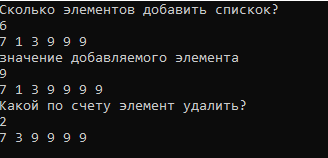 Сколько элементов добавить спискок?
6
7 1 3 9 9 9
значение добавляемого элемента
9
7 1 3 9 9 9 9
Какой по счету элемент удалить?
2
7 3 9 9 9 9